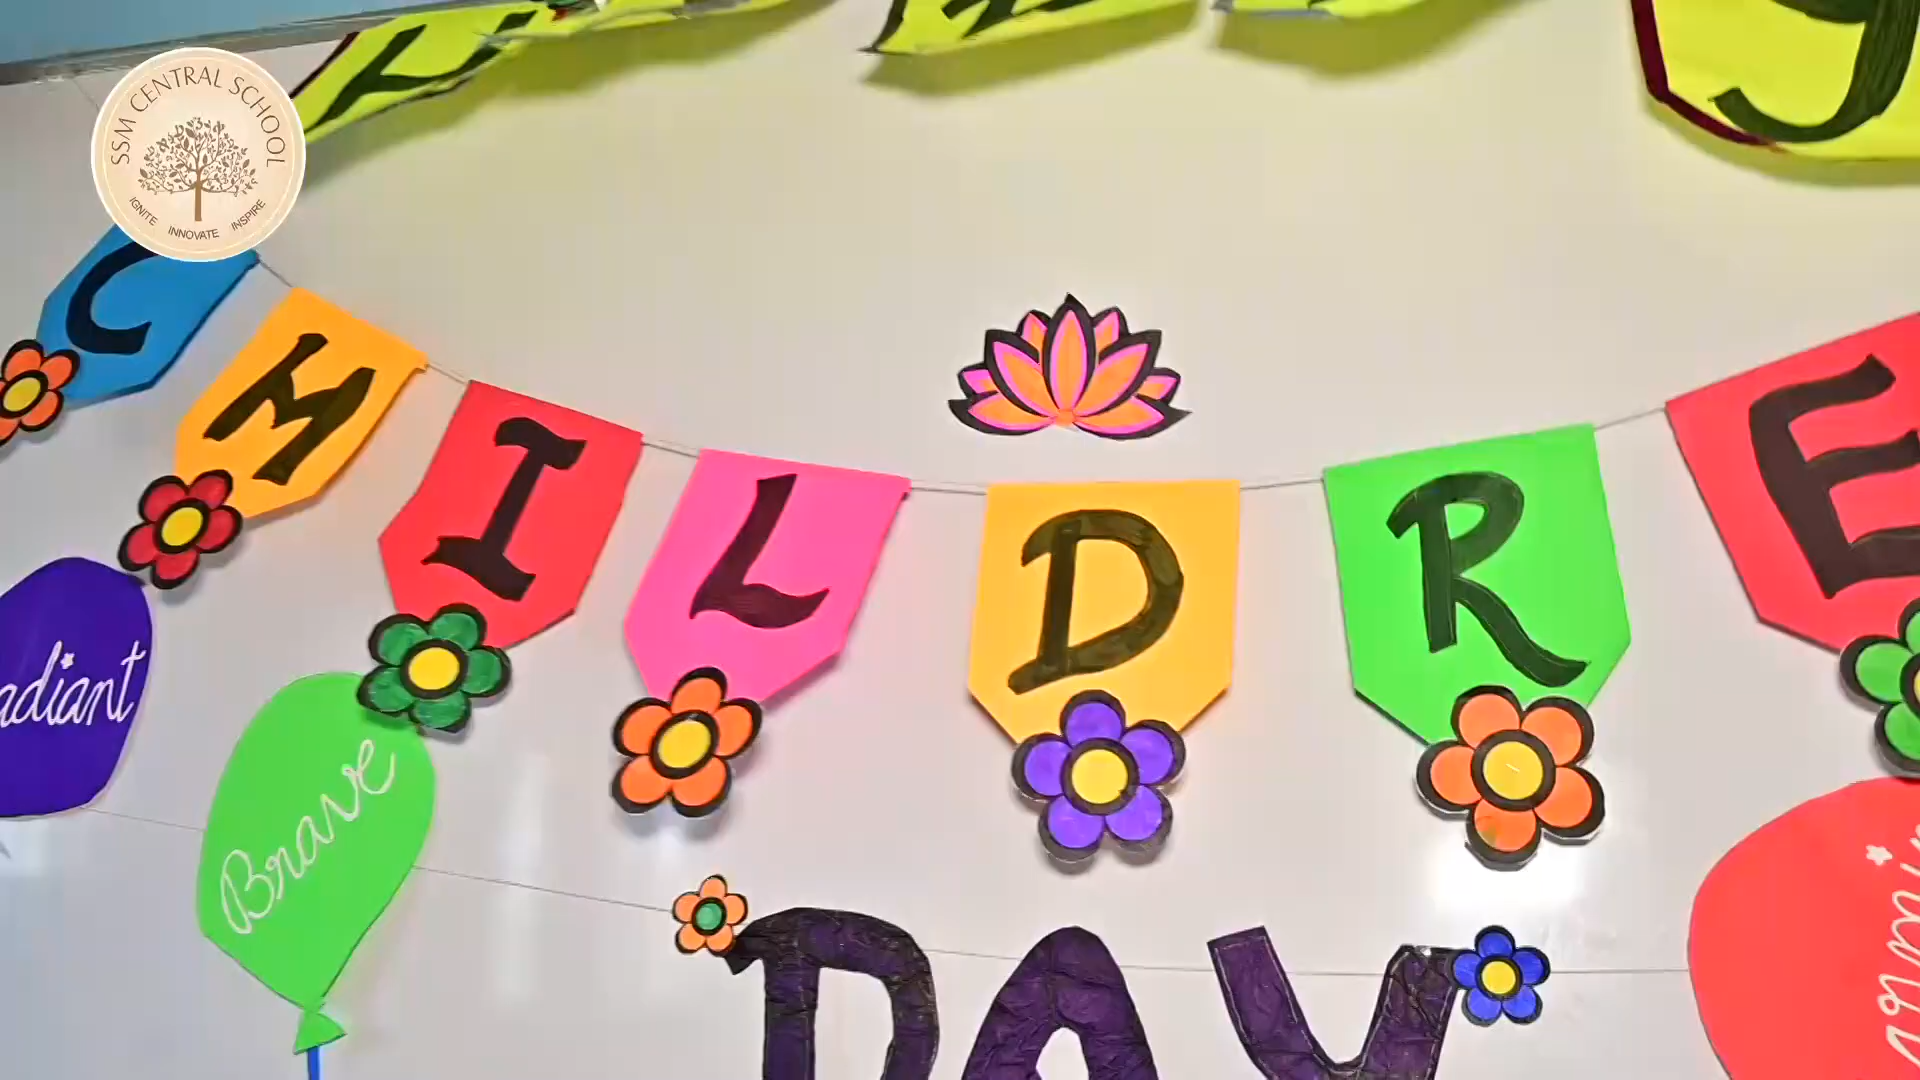 SSM CENTRAL SCHOOL
IGNITE INNOVATE INSPIRE
CHILDRE
adiant
Brave
DAY